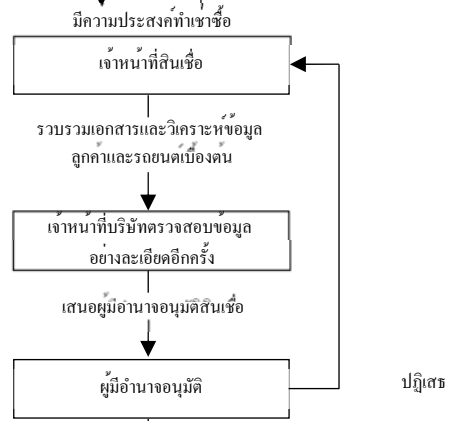 มีความประสงค์ทำเช่าซื้อ
เจ้าหน้าที่สินเชื่อ
รวบรวมเอกสารและวิเคราะห์ข้อมูล
ลูกค้าและรถยนต์เบื้องต้น
เจ้าหน้าที่บริษัทตรวจสอบข้อมูล
อย่างละเอียดอีกครั้ง
เสนอผู้มีอำนาจอนุมัติสินเชื่อ
ผู้มีอำนาจอนุมัติ
ปฏิเสธ